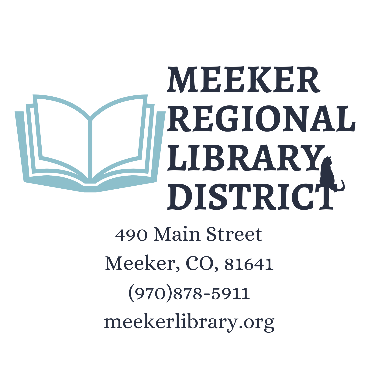 MEEKER
REGIONAL
LIBRARY
DISTRICT
490 Main Street
Meeker, CO, 81641
(970)878-5911
meekerlibrary.org